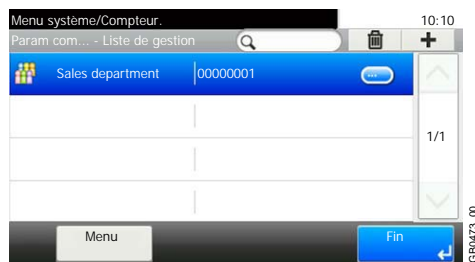 Menu système/Compteur.
10:10
Param com... - Liste de gestion
Sales department
00000001
1/1
Menu
Fin
GB0473_00